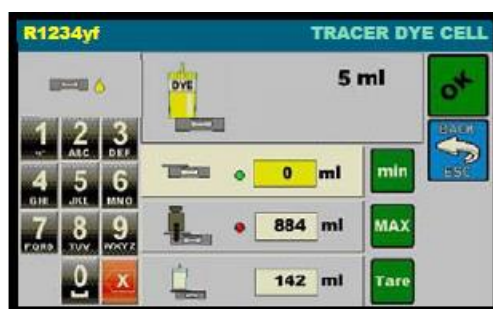 R1234yf TRACER DYE CELL
DYE 5 ml
OK
BACK
ESC
1 2 3
ABC DEF
0 ml min
4 5 6
GHI JKL MNO
884 ml MAX
7 8 9
PQRS TUV WXYZ
142 ml Tare
0 X